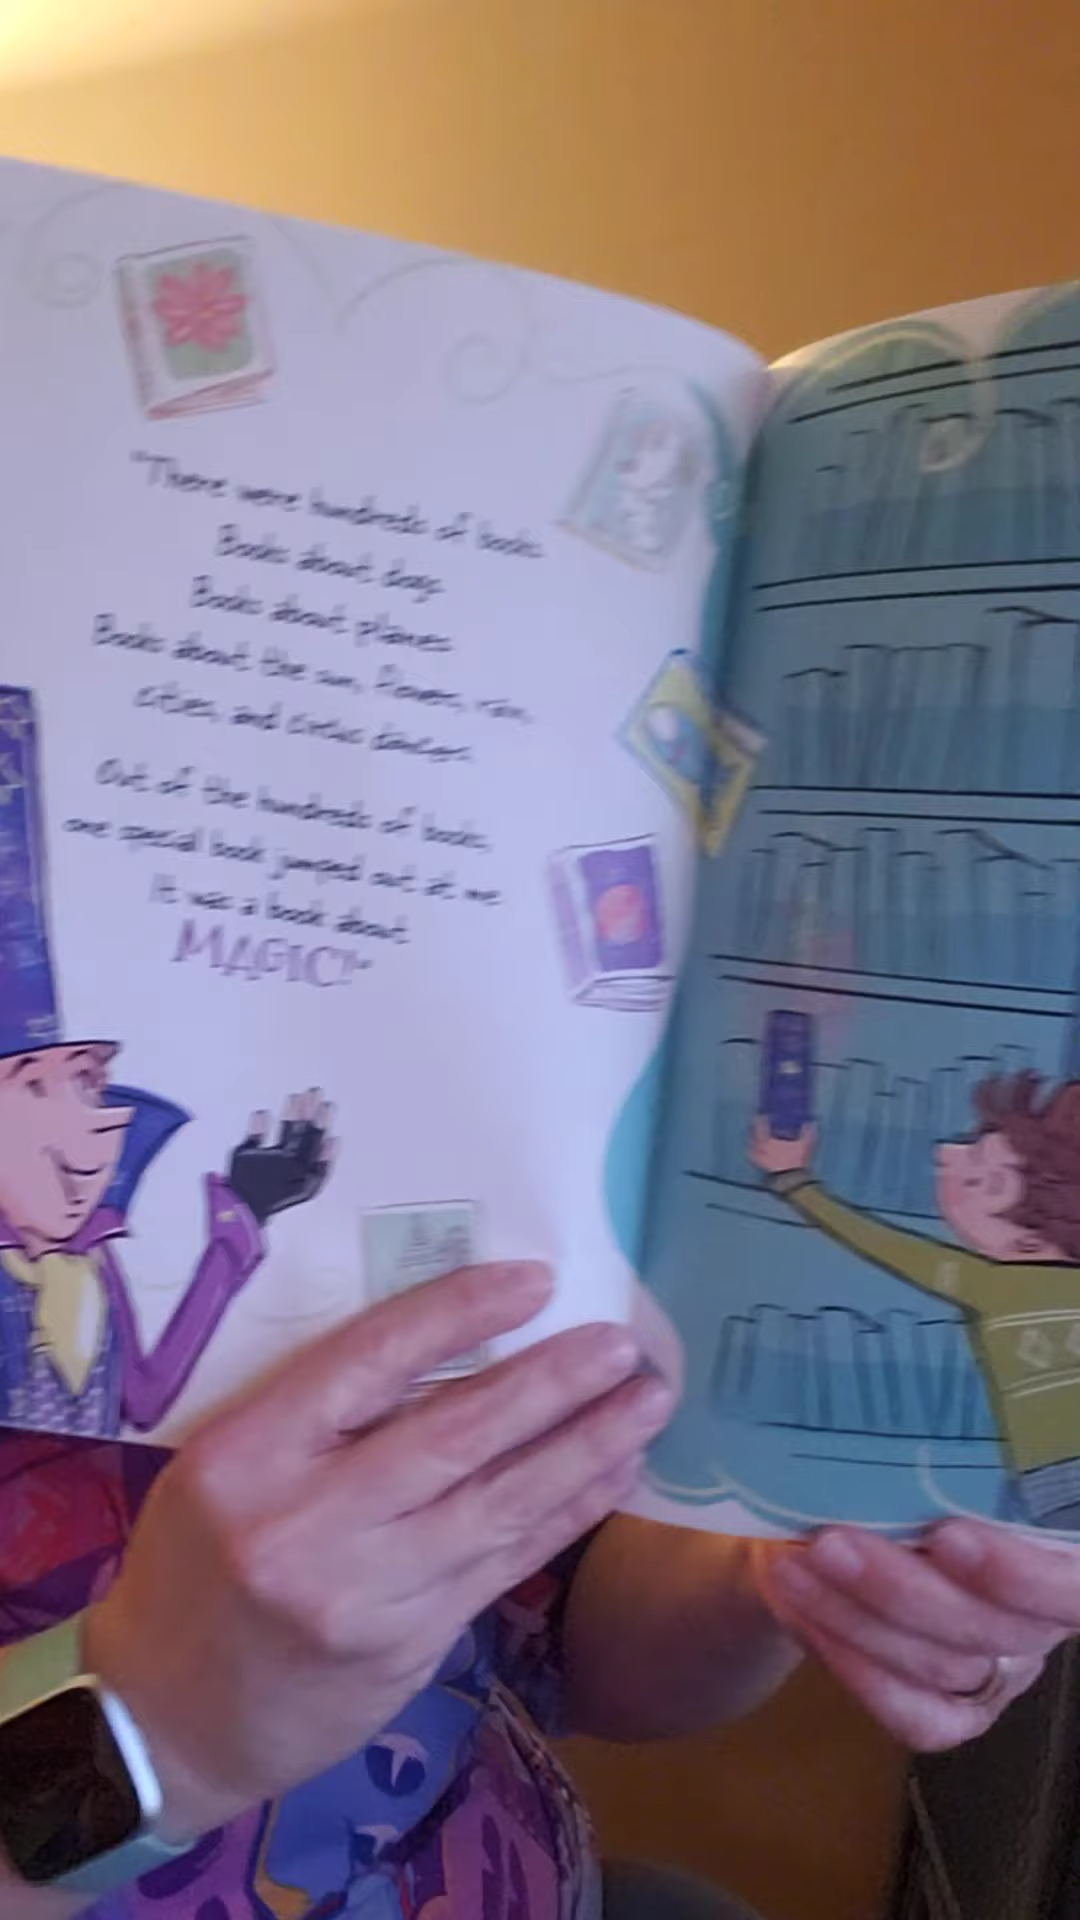 "There were hundreds of books.
Books about dogs.
Books about planes.
Books about the sun, flowers, rain,
cities, and circus dancers.
Out of the hundreds of books,
one special book jumped out at me.
It was a book about
MAGIC!"